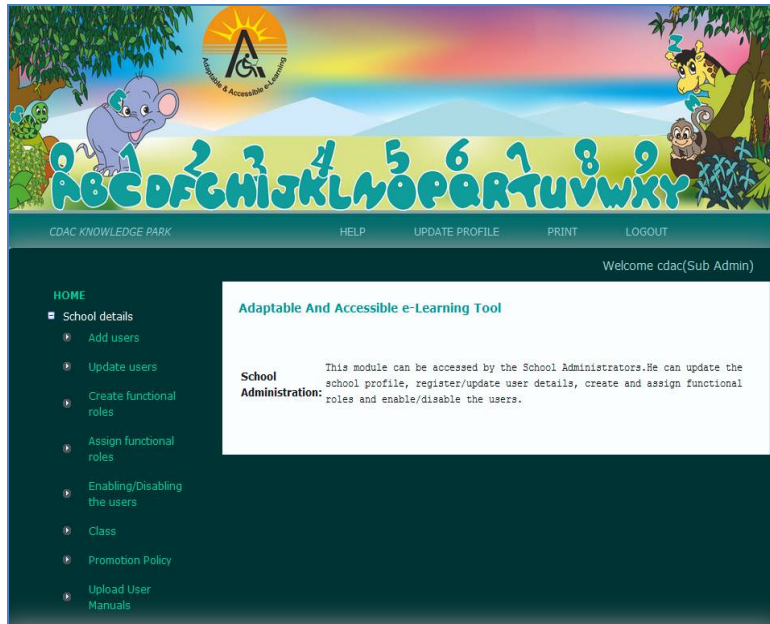 Adaptable & Accessible e-Learning
A
z
0 1 2 3 4 5 6 7 8 9
CDAC KNOWLEDGE PARK HELP UPDATE PROFILE PRINT LOGOUT
Welcome cdac(Sub Admin)
HOME
School details
Add users
Update users
Create functional
roles
Assign functional
roles
Enabling/Disabling
the users
Class
Promotion Policy
Upload User
Manuals
Adaptable And Accessible e-Learning Tool
School
Administration:
This module can be accessed by the School Administrators.He can update the
school profile, register/update user details, create and assign functional
roles and enable/disable the users.